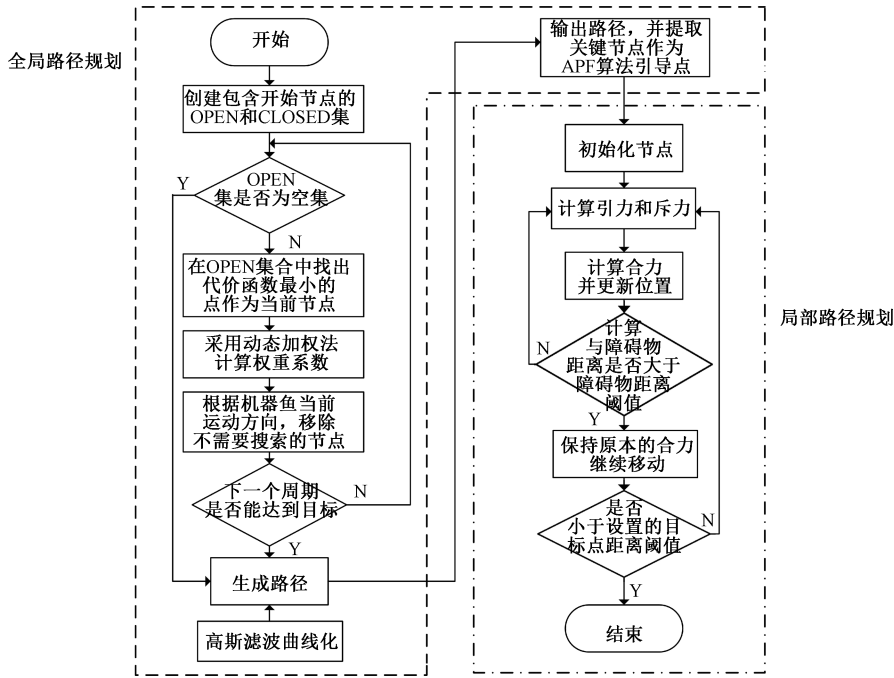 全局路径规划
开始
创建包含开始节点的
OPEN和CLOSED集
OPEN
集是否为空集
Y
N
在OPEN集合中找出
代价函数最小的
点作为当前节点
采用动态加权法
计算权重系数
根据机器鱼当前
运动方向，移除
不需要搜索的节点
下一个周期
是否能达到目标
N
Y
生成路径
高斯滤波曲线化
输出路径，并提取
关键节点作为
APF算法引导点
初始化节点
计算引力和斥力
计算合力
并更新位置
计算
与障碍物
距离是否大于
障碍物距离
阈值
N
Y
保持原本的合力
继续移动
是否
小于设置的目
标点距离阈值
N
Y
结束
局部路径规划